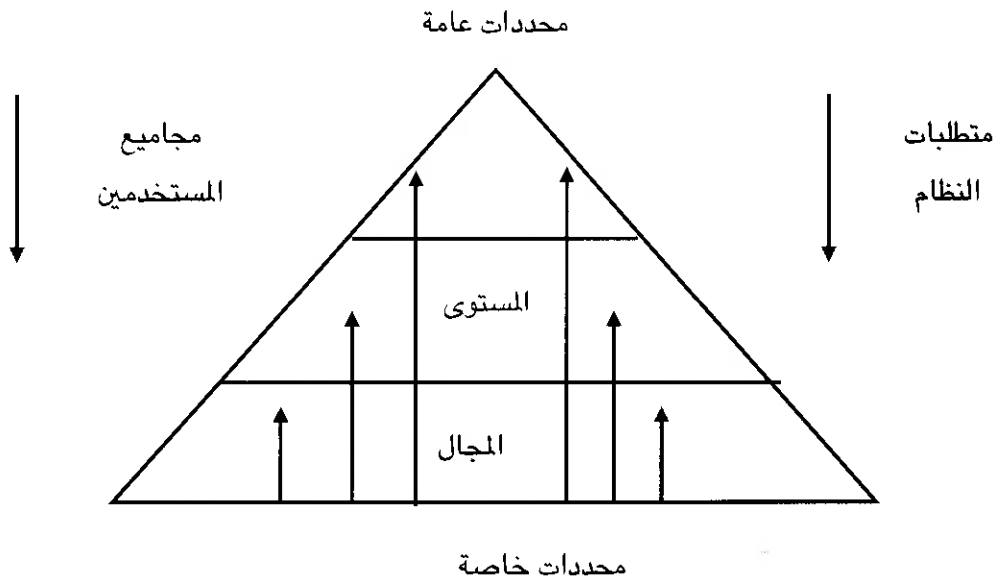 محددات عامة
متطلبات
النظام
مجاميع
المستخدمين
المستوى
المجال
محددات خاصة